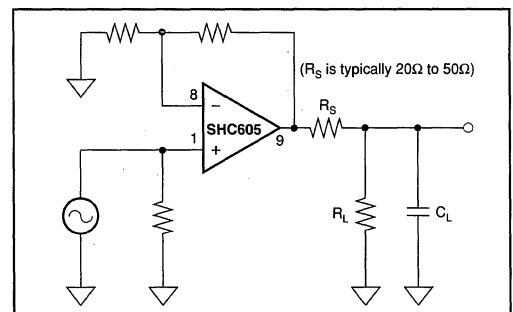 (R_S is typically 20Ω to 50Ω)
8
−
R_S
SHC605
1
+
9
R_L
C_L